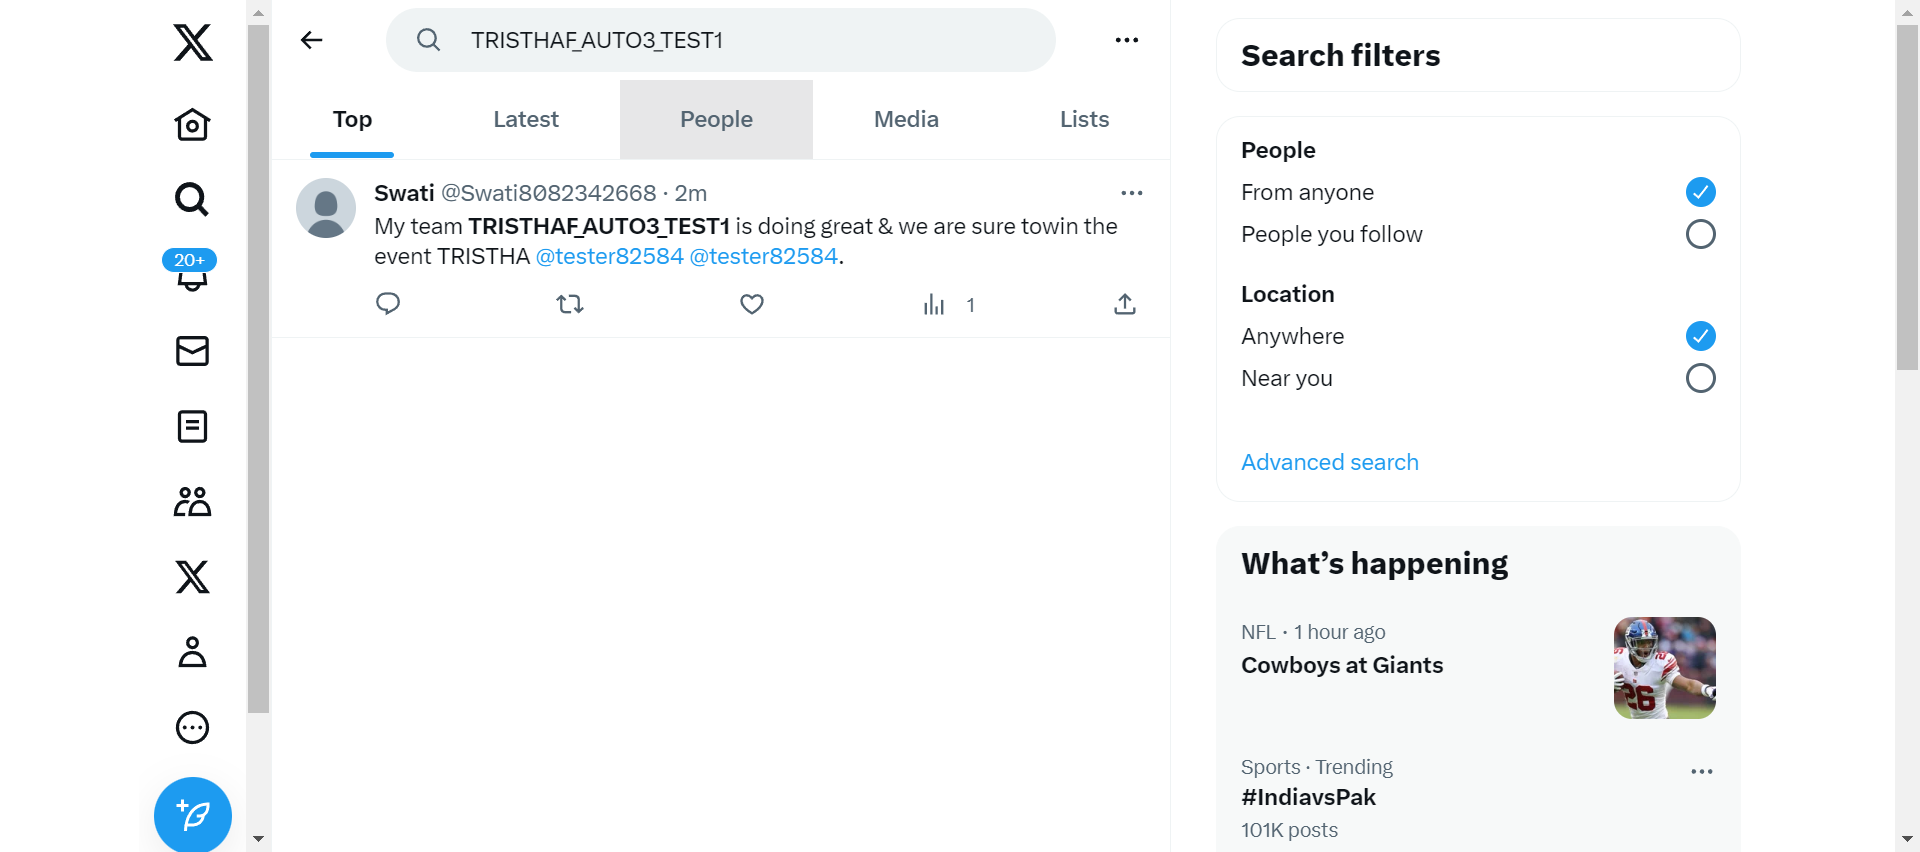 TRISTHAF_AUTO3_TEST1
Top Latest People Media Lists
Swati @Swati8082342668 · 2m
My team TRISTHAF_AUTO3_TEST1 is doing great & we are sure towin the
event TRISTHA @tester82584 @tester82584.
1
20+
Search filters
People
From anyone
People you follow
Location
Anywhere
Near you
Advanced search
What’s happening
NFL · 1 hour ago
Cowboys at Giants
26
Sports · Trending
#IndiavsPak
101K posts